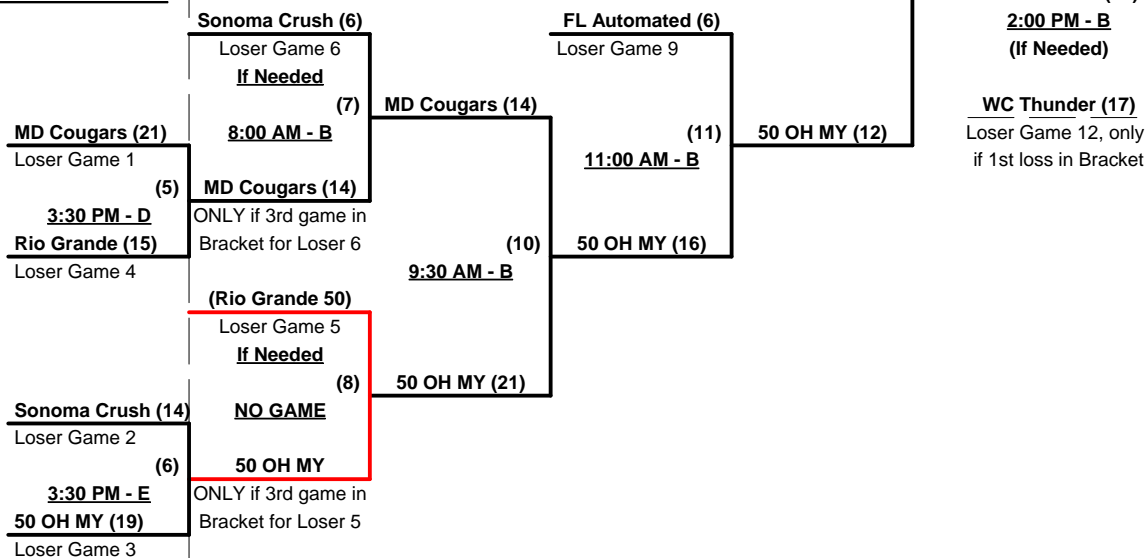 Sonoma Crush (6)
Loser Game 6
If Needed
(7)
8:00 AM - B
MD Cougars (14)
ONLY if 3rd game in
Bracket for Loser 6
MD Cougars (21)
Loser Game 1
(5)
3:30 PM - D
Rio Grande (15)
Loser Game 4
(Rio Grande 50)
Loser Game 5
If Needed
(8)
NO GAME
50 OH MY
ONLY if 3rd game in
Bracket for Loser 5
Sonoma Crush (14)
Loser Game 2
(6)
3:30 PM - E
50 OH MY (19)
Loser Game 3
MD Cougars (14)
(10)
9:30 AM - B
50 OH MY (21)
FL Automated (6)
Loser Game 9
(11)
11:00 AM - B
50 OH MY (16)
50 OH MY (12)
2:00 PM - B
(If Needed)
WC Thunder (17)
Loser Game 12, only
if 1st loss in Bracket